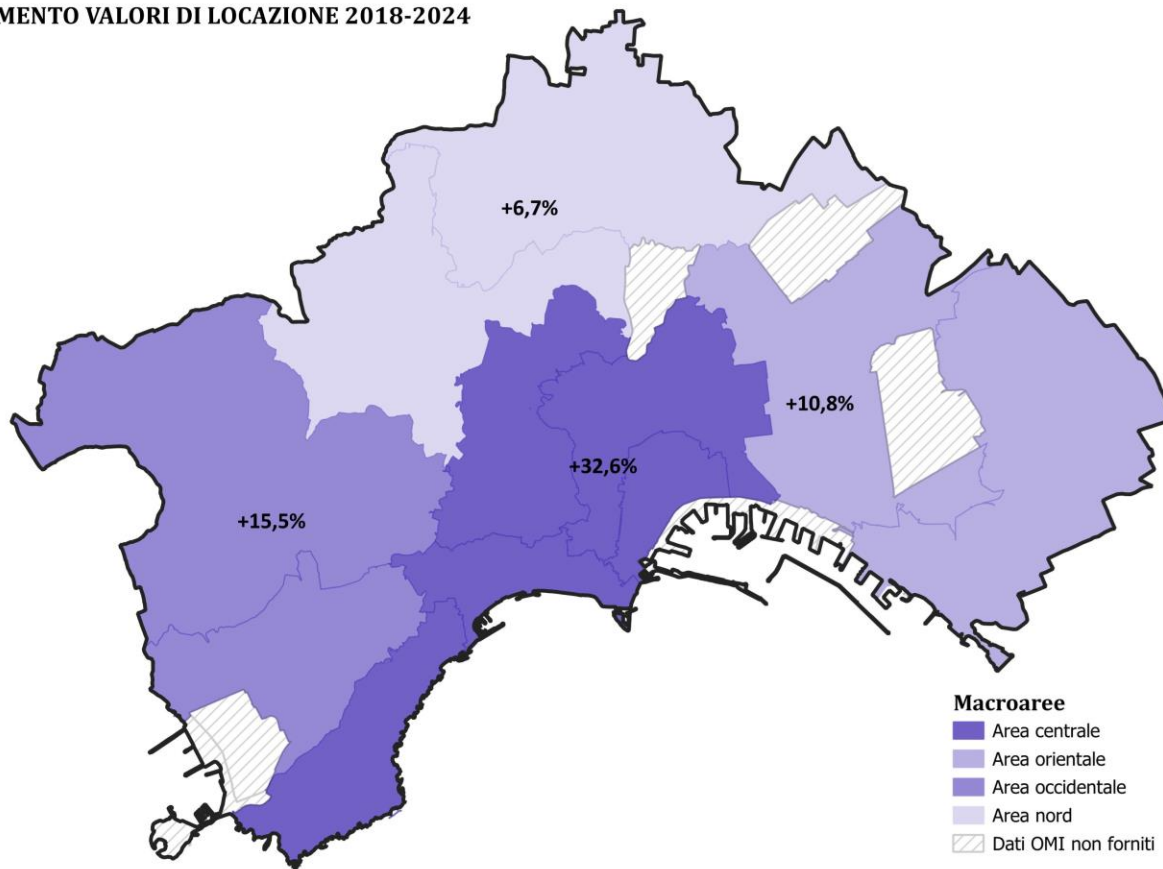 MENTO VALORI DI LOCAZIONE 2018-2024
+6,7%
+10,8%
+32,6%
+15,5%
Macroaree
Area centrale
Area orientale
Area occidentale
Area nord
Dati OMI non forniti